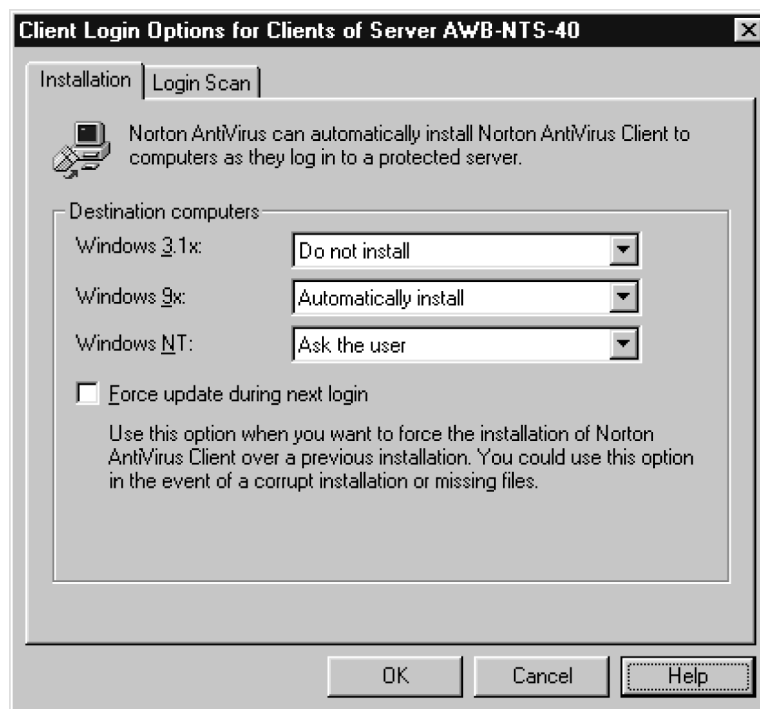 Client Login Options for Clients of Server AWB-NTS-40
Installation
Login Scan
Norton AntiVirus can automatically install Norton AntiVirus Client to
computers as they log in to a protected server.
Destination computers
Windows 3.1x:
Do not install
Windows 9x:
Automatically install
Windows NT:
Ask the user
Force update during next login
Use this option when you want to force the installation of Norton
AntiVirus Client over a previous installation. You could use this option
in the event of a corrupt installation or missing files.
OK
Cancel
Help